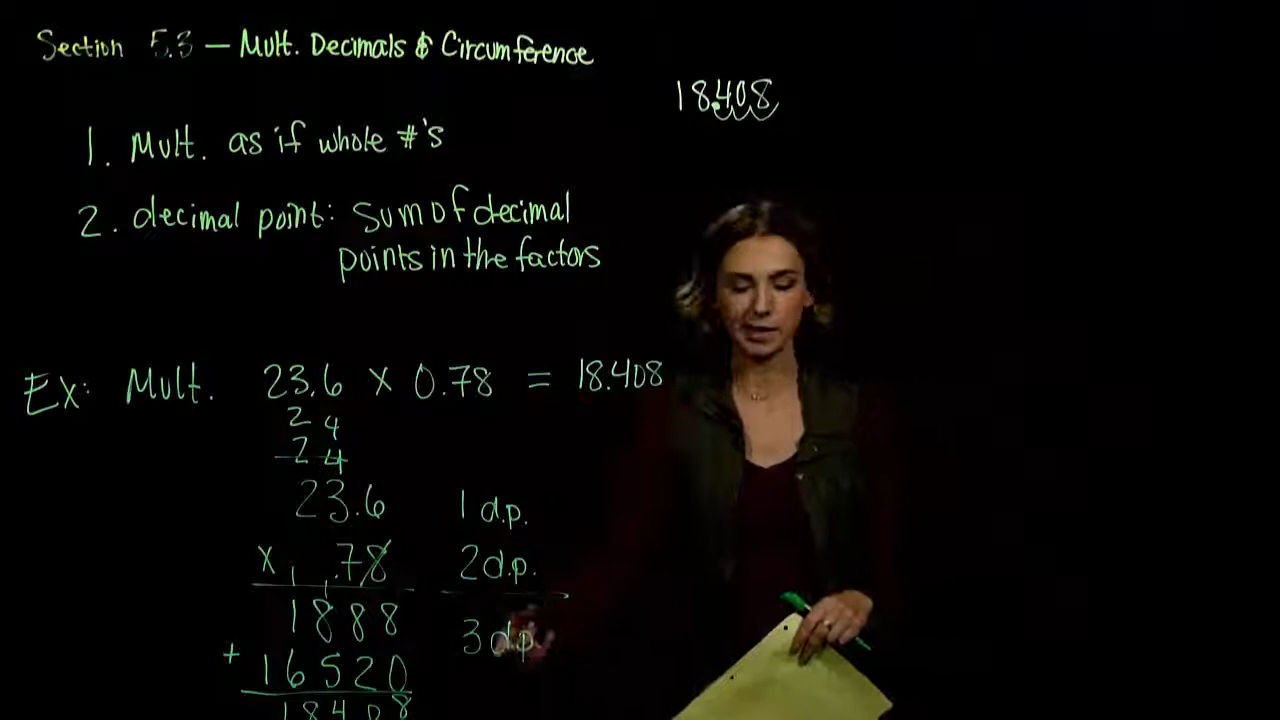 Section 5.3 — Mult. Decimals & Circumference
18.408
1. Mult. as if whole #'s
2. decimal point: sum of decimal
points in the factors
Ex: Mult. 23.6 x 0.78 = 18.408
2 4
2 4
23.6 1 d.p.
x .78 2 d.p.
1 1
1888 3 d.p.
+ 16520
18408